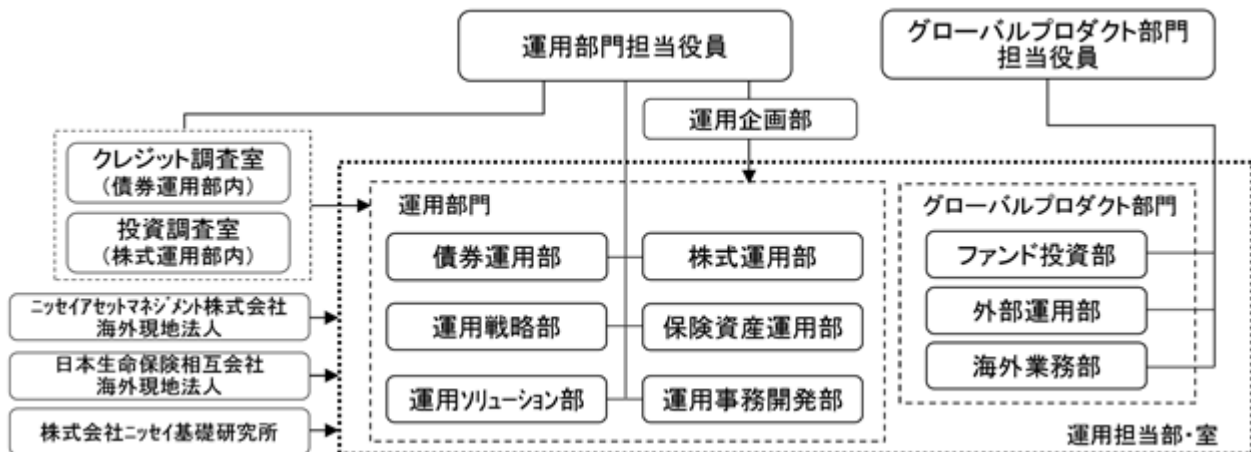 運用部門担当役員
グローバルプロダクト部門
担当役員
運用企画部
クレジット調査室
（債券運用部内）
投資調査室
（株式運用部内）
ニッセイアセットマネジメント株式会社
海外現地法人
日本生命保険相互会社
海外現地法人
株式会社ニッセイ基礎研究所
運用部門
債券運用部
株式運用部
運用戦略部
保険資産運用部
運用ソリューション部
運用事務開発部
グローバルプロダクト部門
ファンド投資部
外部運用部
海外業務部
運用担当部・室